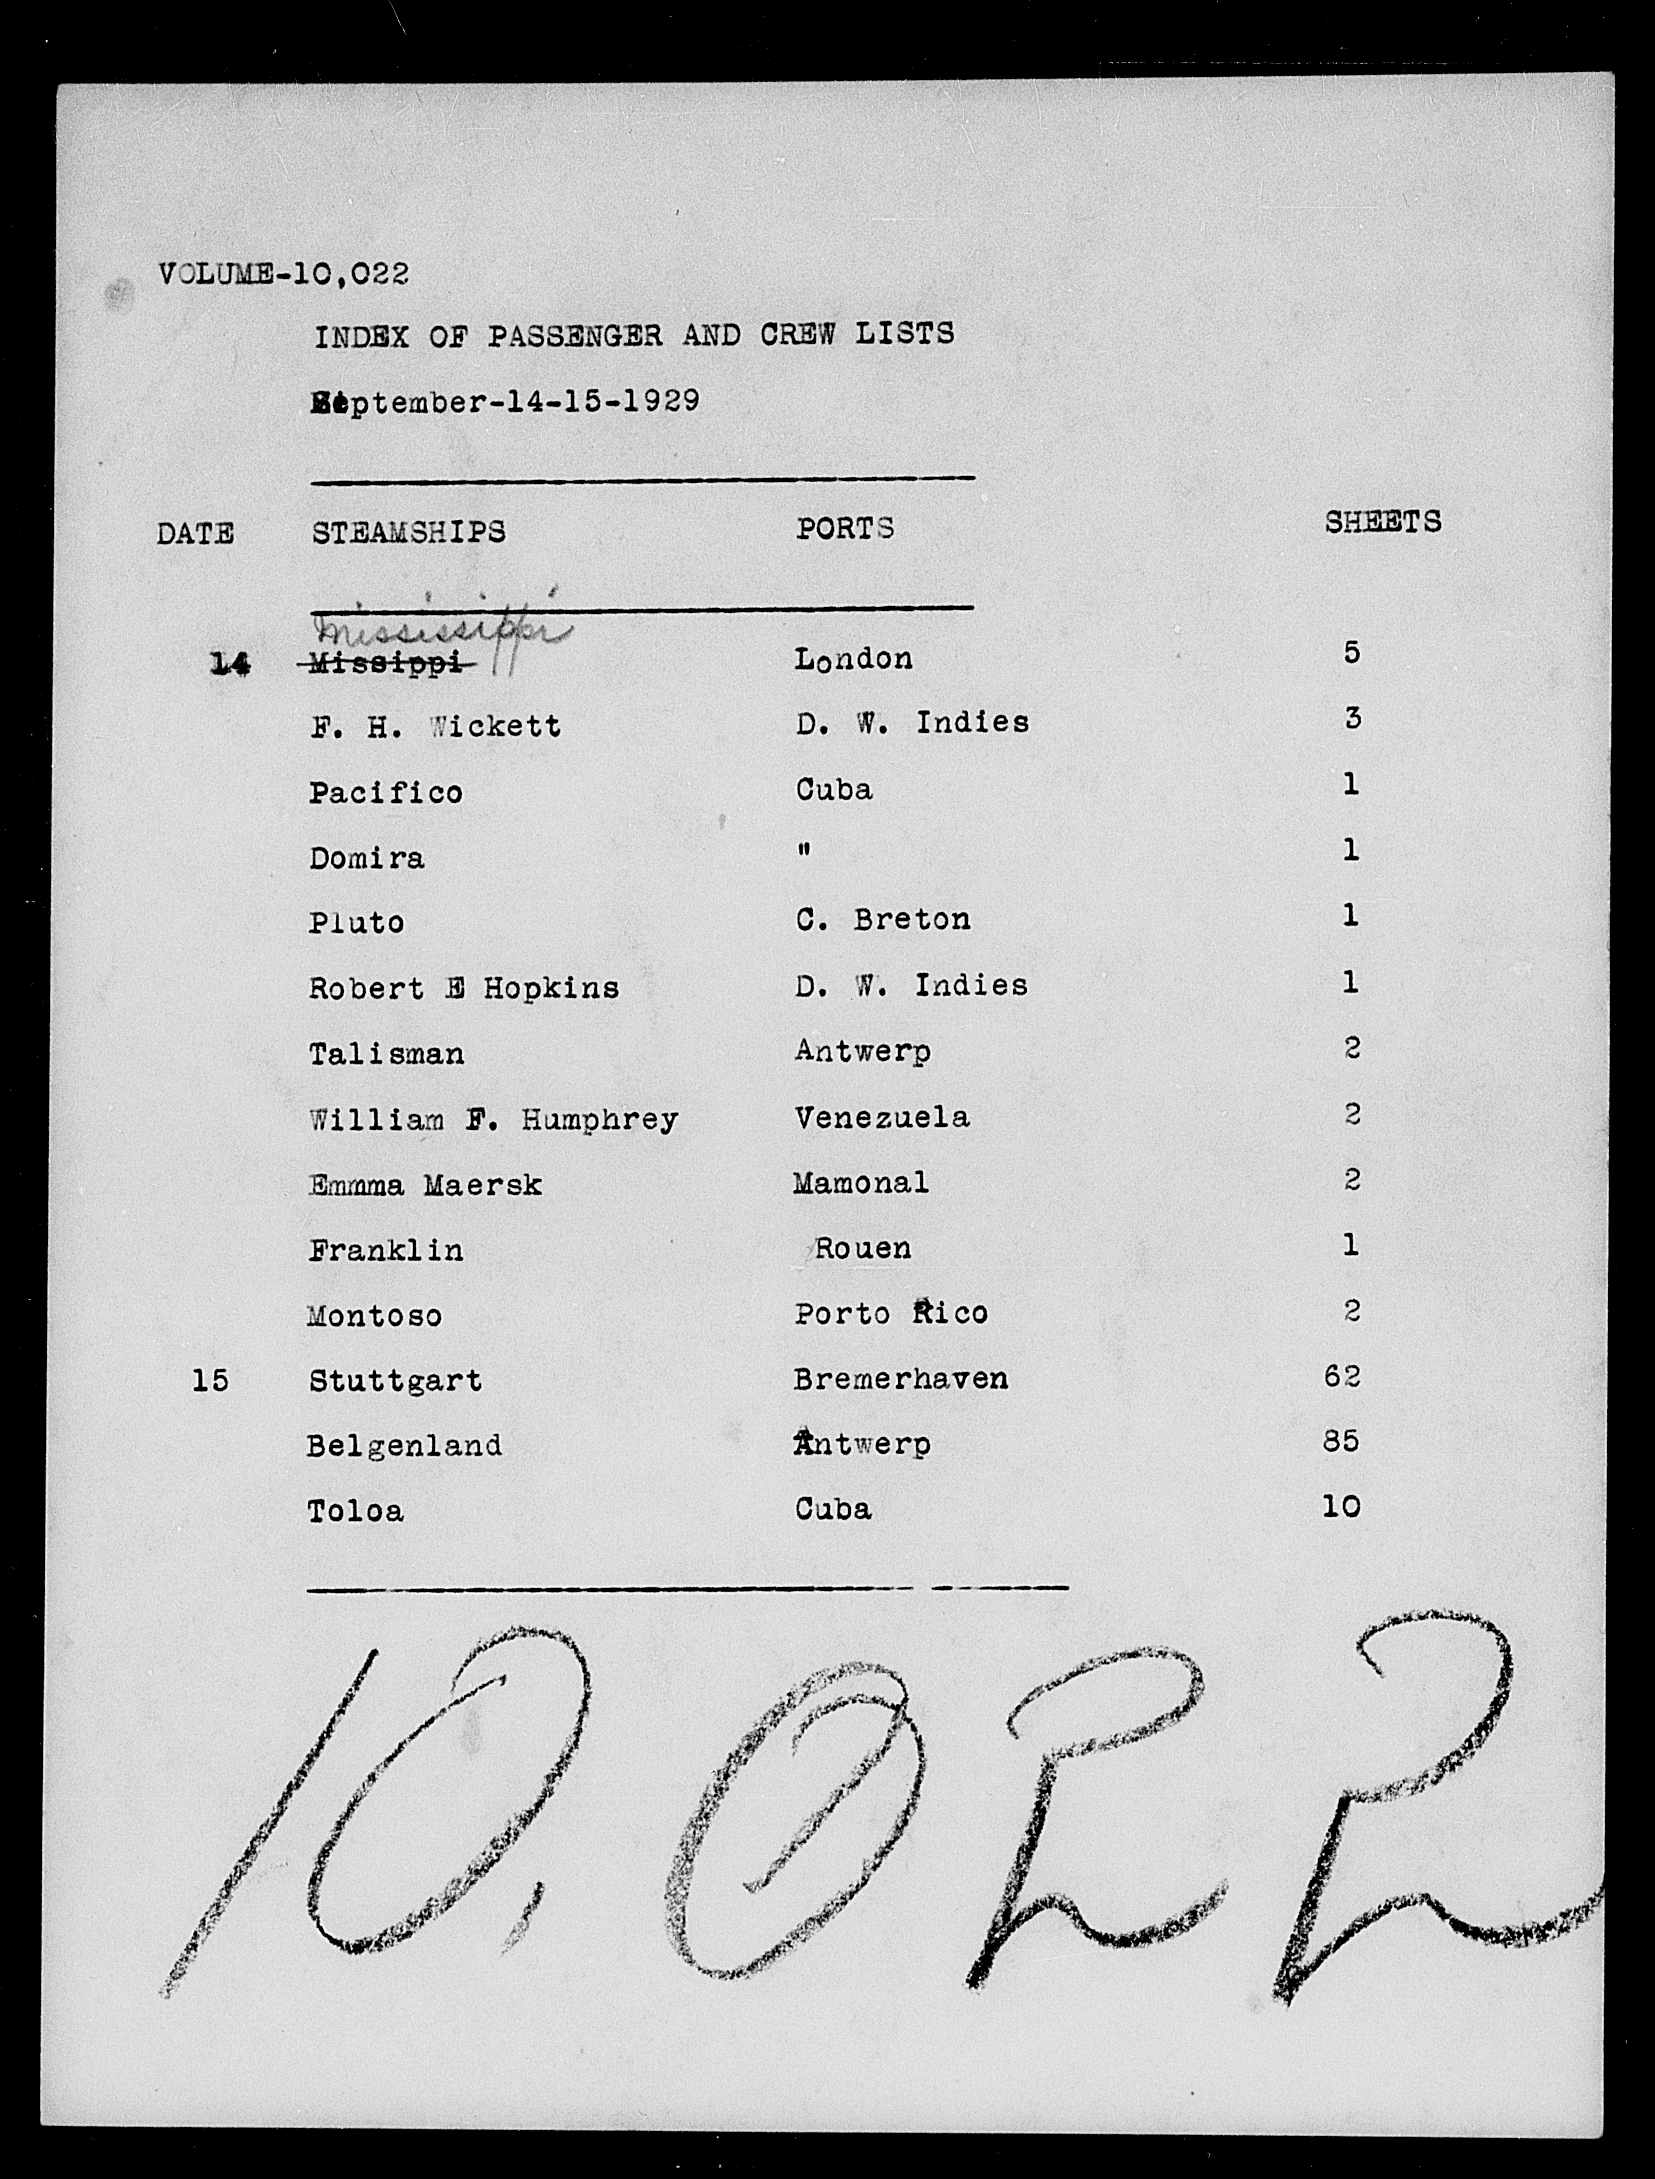 VOLUME-10,022
INDEX OF PASSENGER AND CREW LISTS
September-14-15-1929
DATE STEAMSHIPS PORTS SHEETS
Mississippi
14 Missippi London 5
F. H. Wickett D. W. Indies 3
Pacifico Cuba 1
Domira " 1
Pluto C. Breton 1
Robert E Hopkins D. W. Indies 1
Talisman Antwerp 2
William F. Humphrey Venezuela 2
Emmma Maersk Mamonal 2
Franklin Rouen 1
Montoso Porto Rico 2
15 Stuttgart Bremerhaven 62
Belgenland Antwerp 85
Toloa Cuba 10
10,022